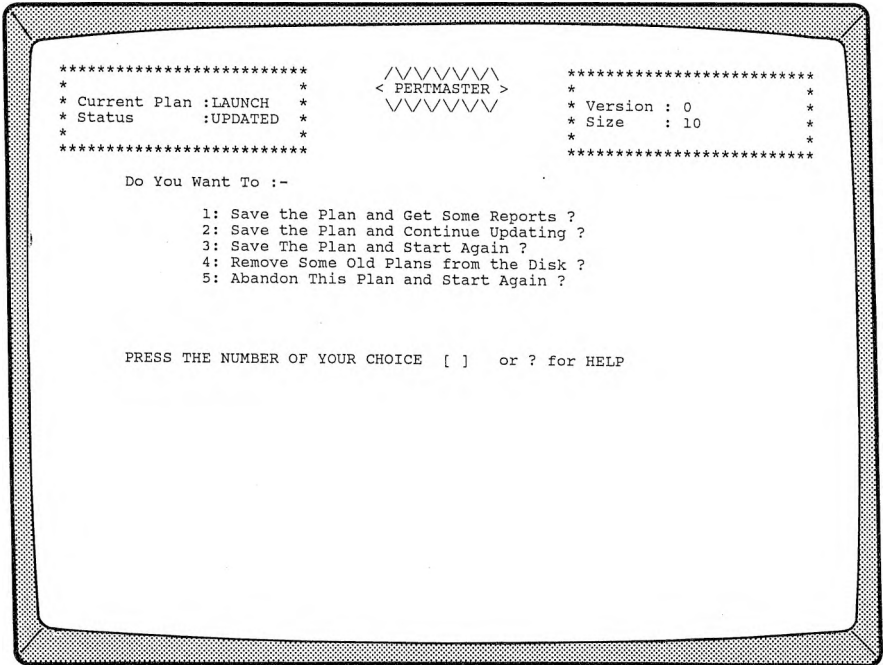 **************************    /\/\/\/\/\/\    **************************
*                        *   < PERTMASTER >   *                        *
* Current Plan :LAUNCH   *    \/\/\/\/\/\/    * Version : 0            *
* Status       :UPDATED  *                    * Size    : 10           *
*                        *                    *                        *
**************************                    **************************
Do You Want To :-
1: Save the Plan and Get Some Reports ?
2: Save the Plan and Continue Updating ?
3: Save The Plan and Start Again ?
4: Remove Some Old Plans from the Disk ?
5: Abandon This Plan and Start Again ?
PRESS THE NUMBER OF YOUR CHOICE  [ ]   or ? for HELP